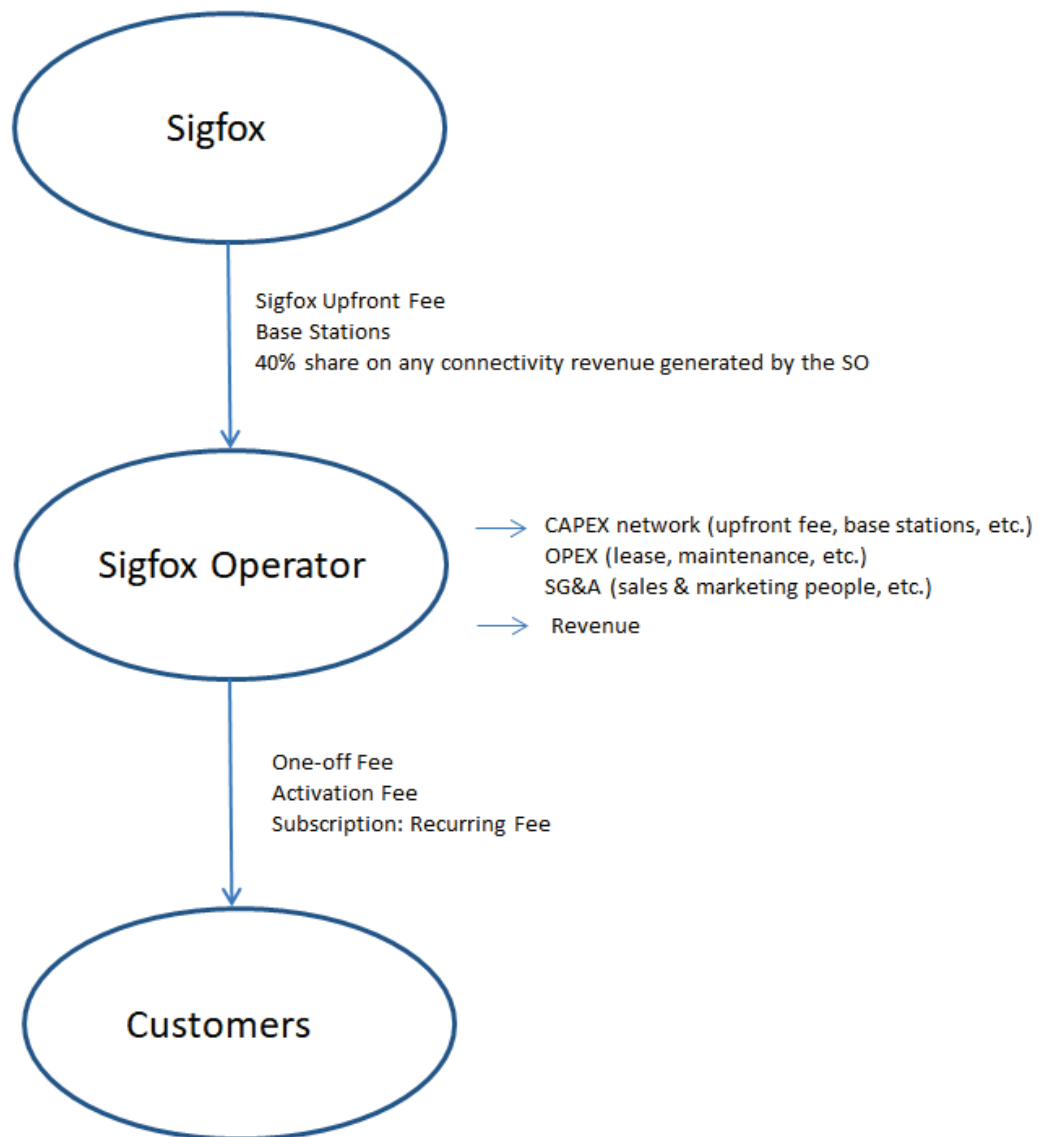 Sigfox
Sigfox Upfront Fee
Base Stations
40% share on any connectivity revenue generated by the SO
Sigfox Operator
CAPEX network (upfront fee, base stations, etc.)
OPEX (lease, maintenance, etc.)
SG&A (sales & marketing people, etc.)
Revenue
One-off Fee
Activation Fee
Subscription: Recurring Fee
Customers